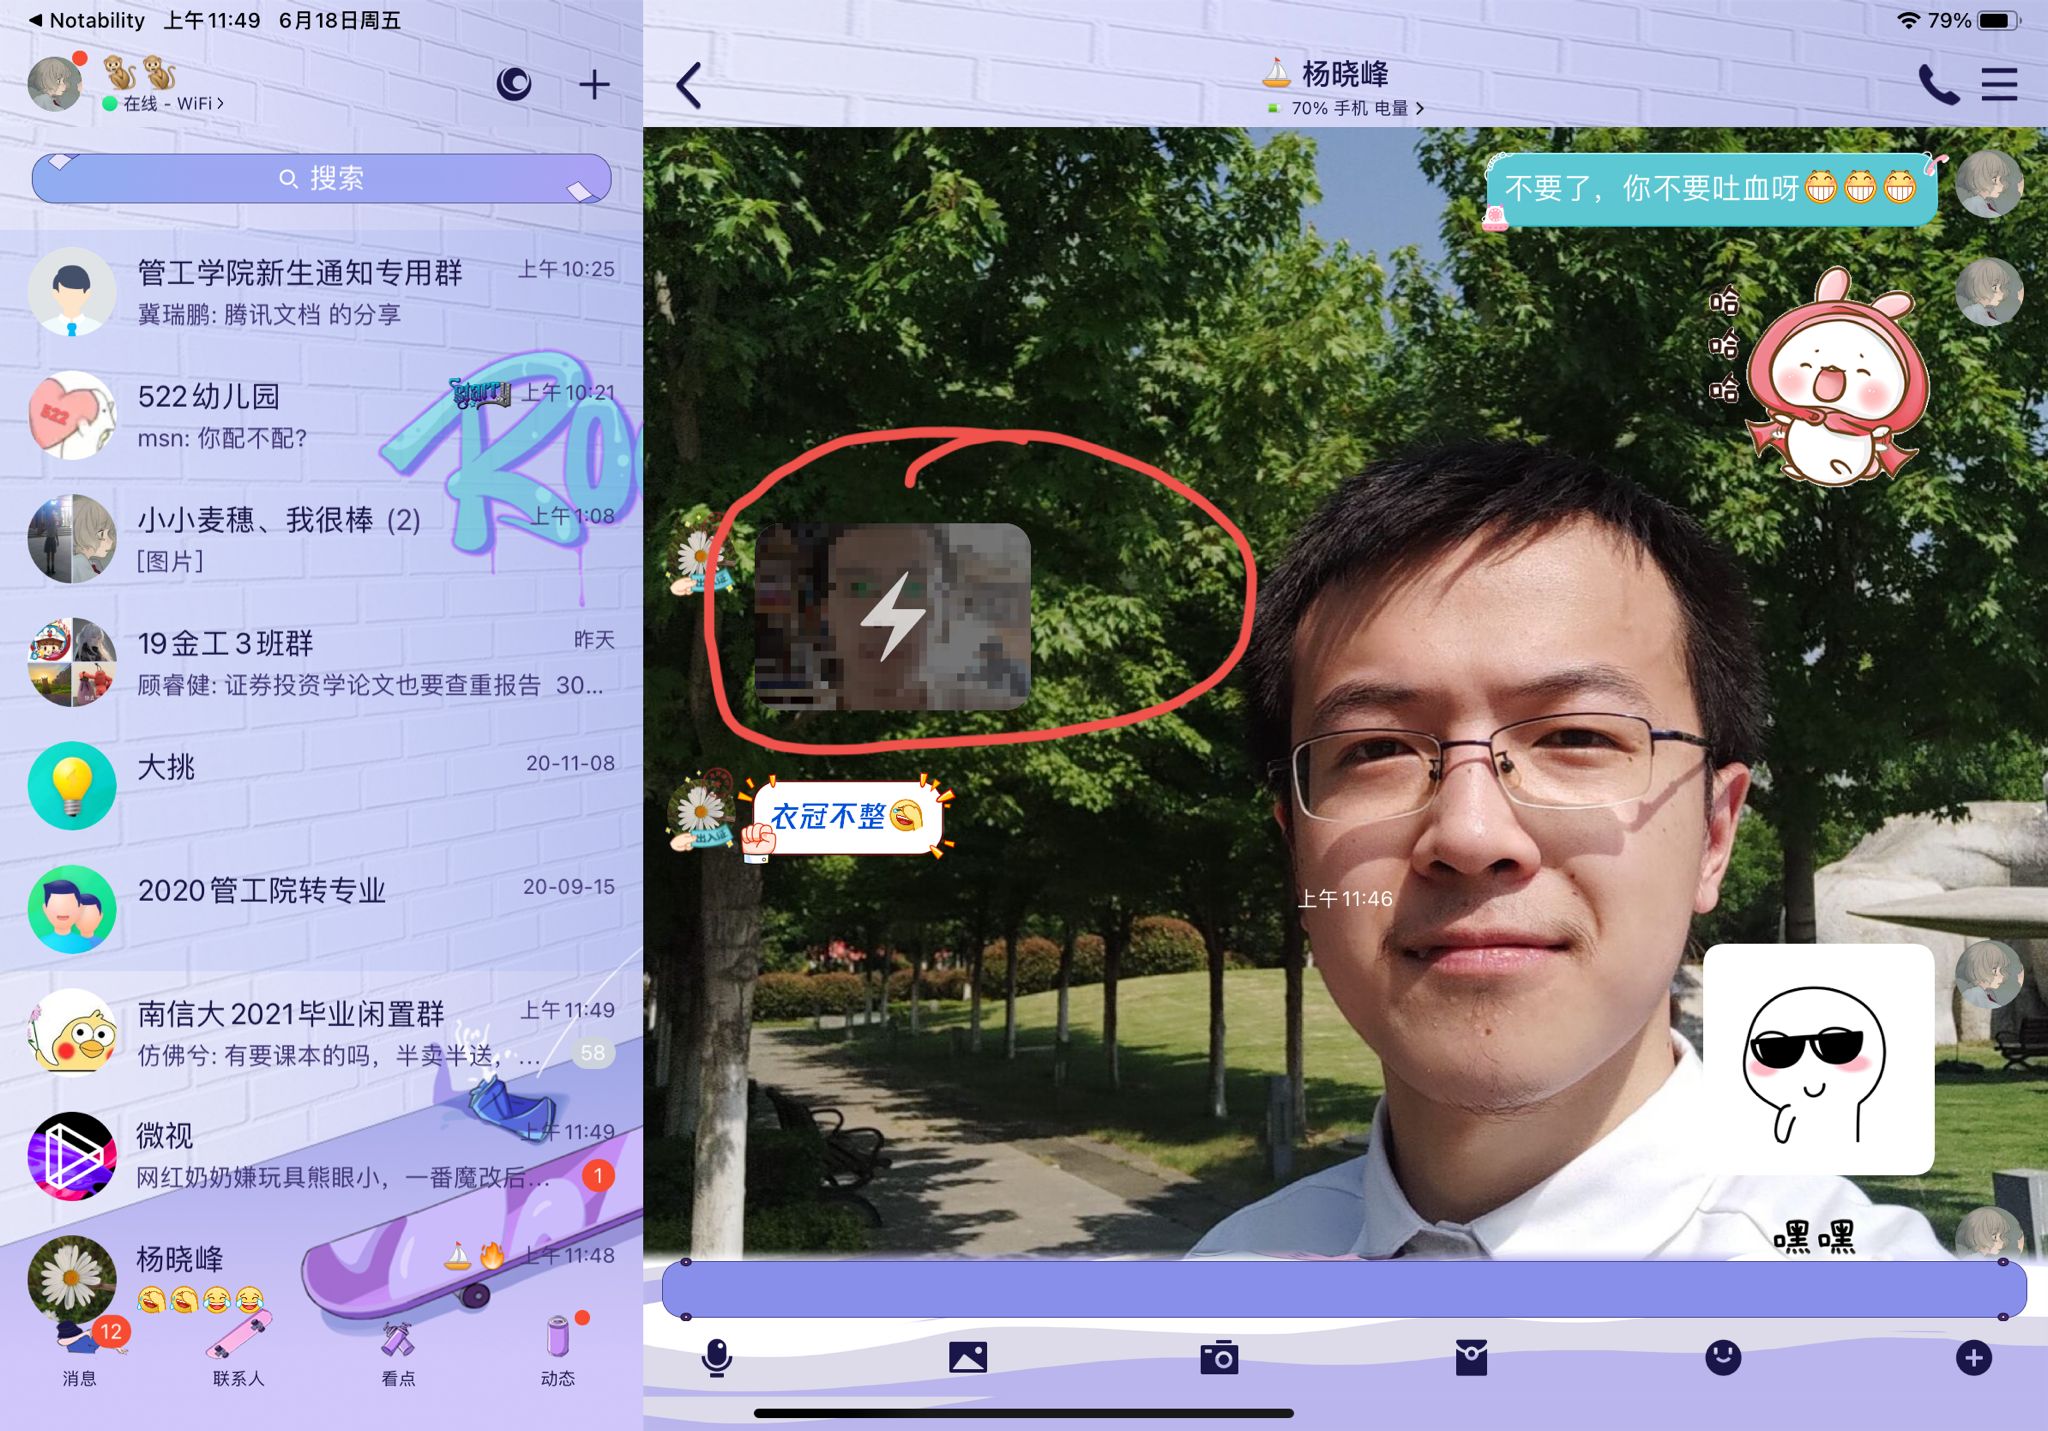 Notability 上午11:49 6月18日周五
79%
在线 - WiFi
搜索
管工学院新生通知专用群 上午10:25
冀瑞鹏: 腾讯文档 的分享
522幼儿园 starry 上午10:21
msn: 你配不配?
522
小小麦穗、我很棒 (2) 上午1:08
[图片]
19金工3班群 昨天
顾睿健: 证券投资学论文也要查重报告 30...
大挑 20-11-08
2020管工院转专业 20-09-15
南信大2021毕业闲置群 上午11:49
仿佛兮: 有要课本的吗，半卖半送，... 58
微视 上午11:49
网红奶奶嫌玩具熊眼小，一番魔改后... 1
杨晓峰 上午11:48
12
消息 联系人 看点 动态
杨晓峰
70% 手机 电量
不要了，你不要吐血呀
哈
哈
哈
出入证
衣冠不整
出入证
上午11:46
嘿嘿